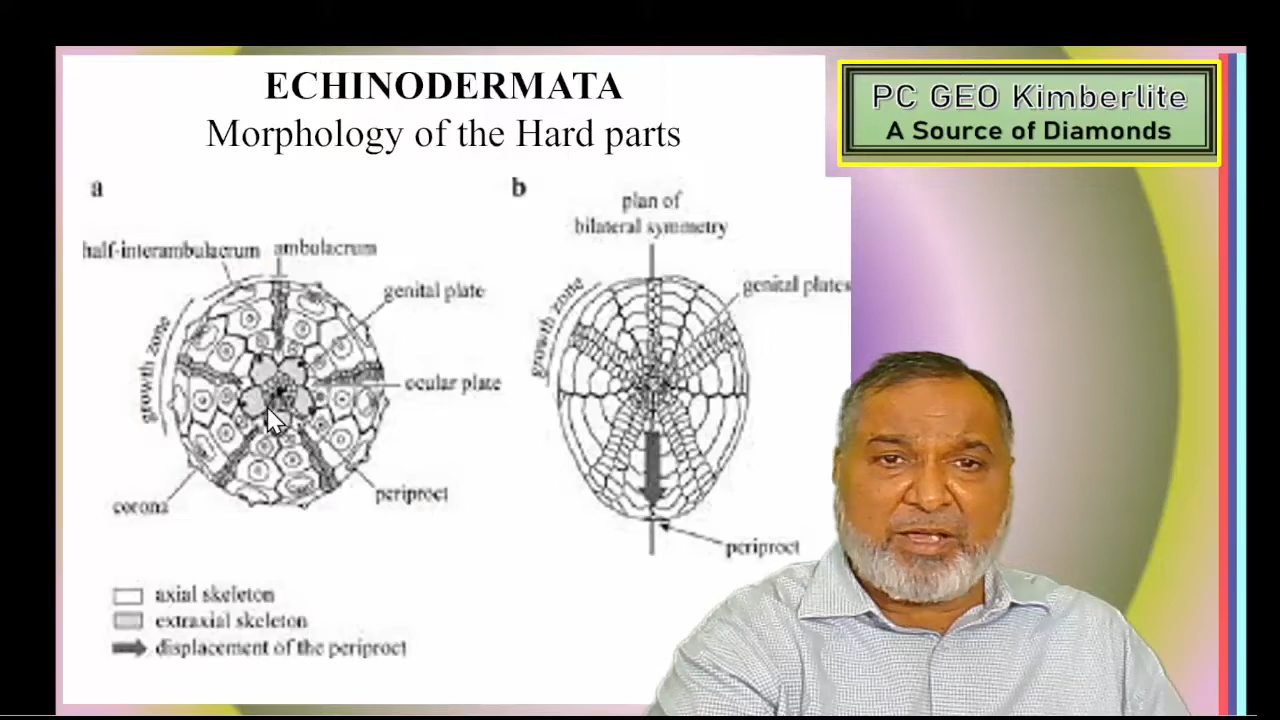 ECHINODERMATA
Morphology of the Hard parts
PC GEO Kimberlite
A Source of Diamonds
a
half-interambulacrum
ambulacrum
genital plate
growth zone
ocular plate
corona
periproct
b
plan of
bilateral symmetry
genital plates
growth zone
periproct
axial skeleton
extraxial skeleton
displacement of the periproct